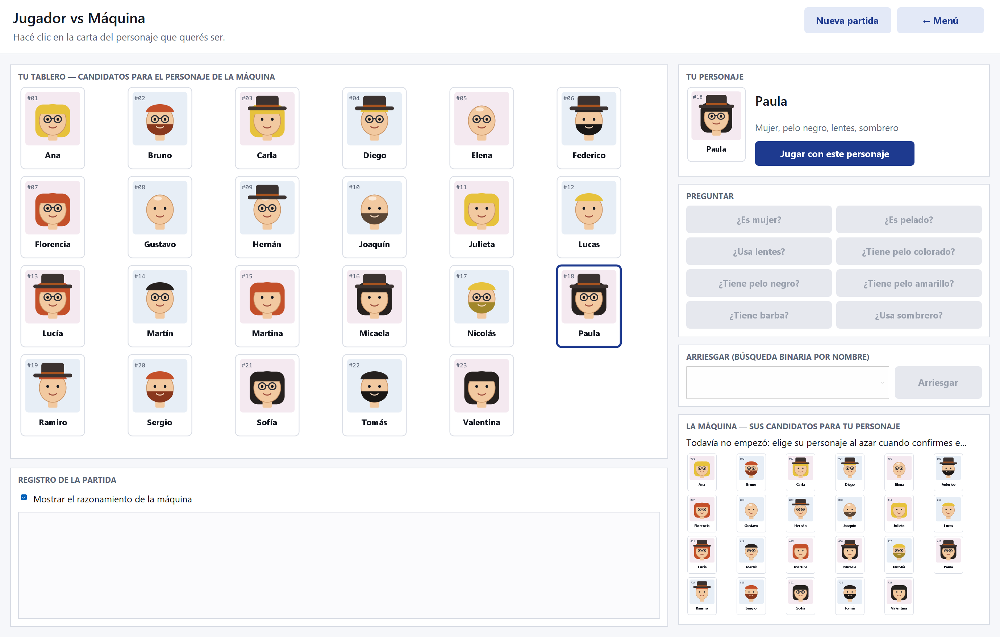 Jugador vs Máquina
Hacé clic en la carta del personaje que querés ser.
Nueva partida
← Menú
TU TABLERO — CANDIDATOS PARA EL PERSONAJE DE LA MÁQUINA
#01 #02 #03 #04 #05 #06
Ana Bruno Carla Diego Elena Federico
#07 #08 #09 #10 #11 #12
Florencia Gustavo Hernán Joaquín Julieta Lucas
#13 #14 #15 #16 #17 #18
Lucía Martín Martina Micaela Nicolás Paula
#19 #20 #21 #22 #23
Ramiro Sergio Sofía Tomás Valentina
REGISTRO DE LA PARTIDA
Mostrar el razonamiento de la máquina
TU PERSONAJE
#18
Paula
Paula
Mujer, pelo negro, lentes, sombrero
Jugar con este personaje
PREGUNTAR
¿Es mujer? ¿Es pelado?
¿Usa lentes? ¿Tiene pelo colorado?
¿Tiene pelo negro? ¿Tiene pelo amarillo?
¿Tiene barba? ¿Usa sombrero?
ARRIESGAR (BÚSQUEDA BINARIA POR NOMBRE)
Arriesgar
LA MÁQUINA — SUS CANDIDATOS PARA TU PERSONAJE
Todavía no empezó: elige su personaje al azar cuando confirmes e...
#01 #02 #03 #04 #05 #06
Ana Bruno Carla Diego Elena Federico
#07 #08 #09 #10 #11 #12
Florencia Gustavo Hernán Joaquín Julieta Lucas
#13 #14 #15 #16 #17 #18
Lucía Martín Martina Micaela Nicolás Paula
#19 #20 #21 #22 #23
Ramiro Sergio Sofía Tomás Valentina